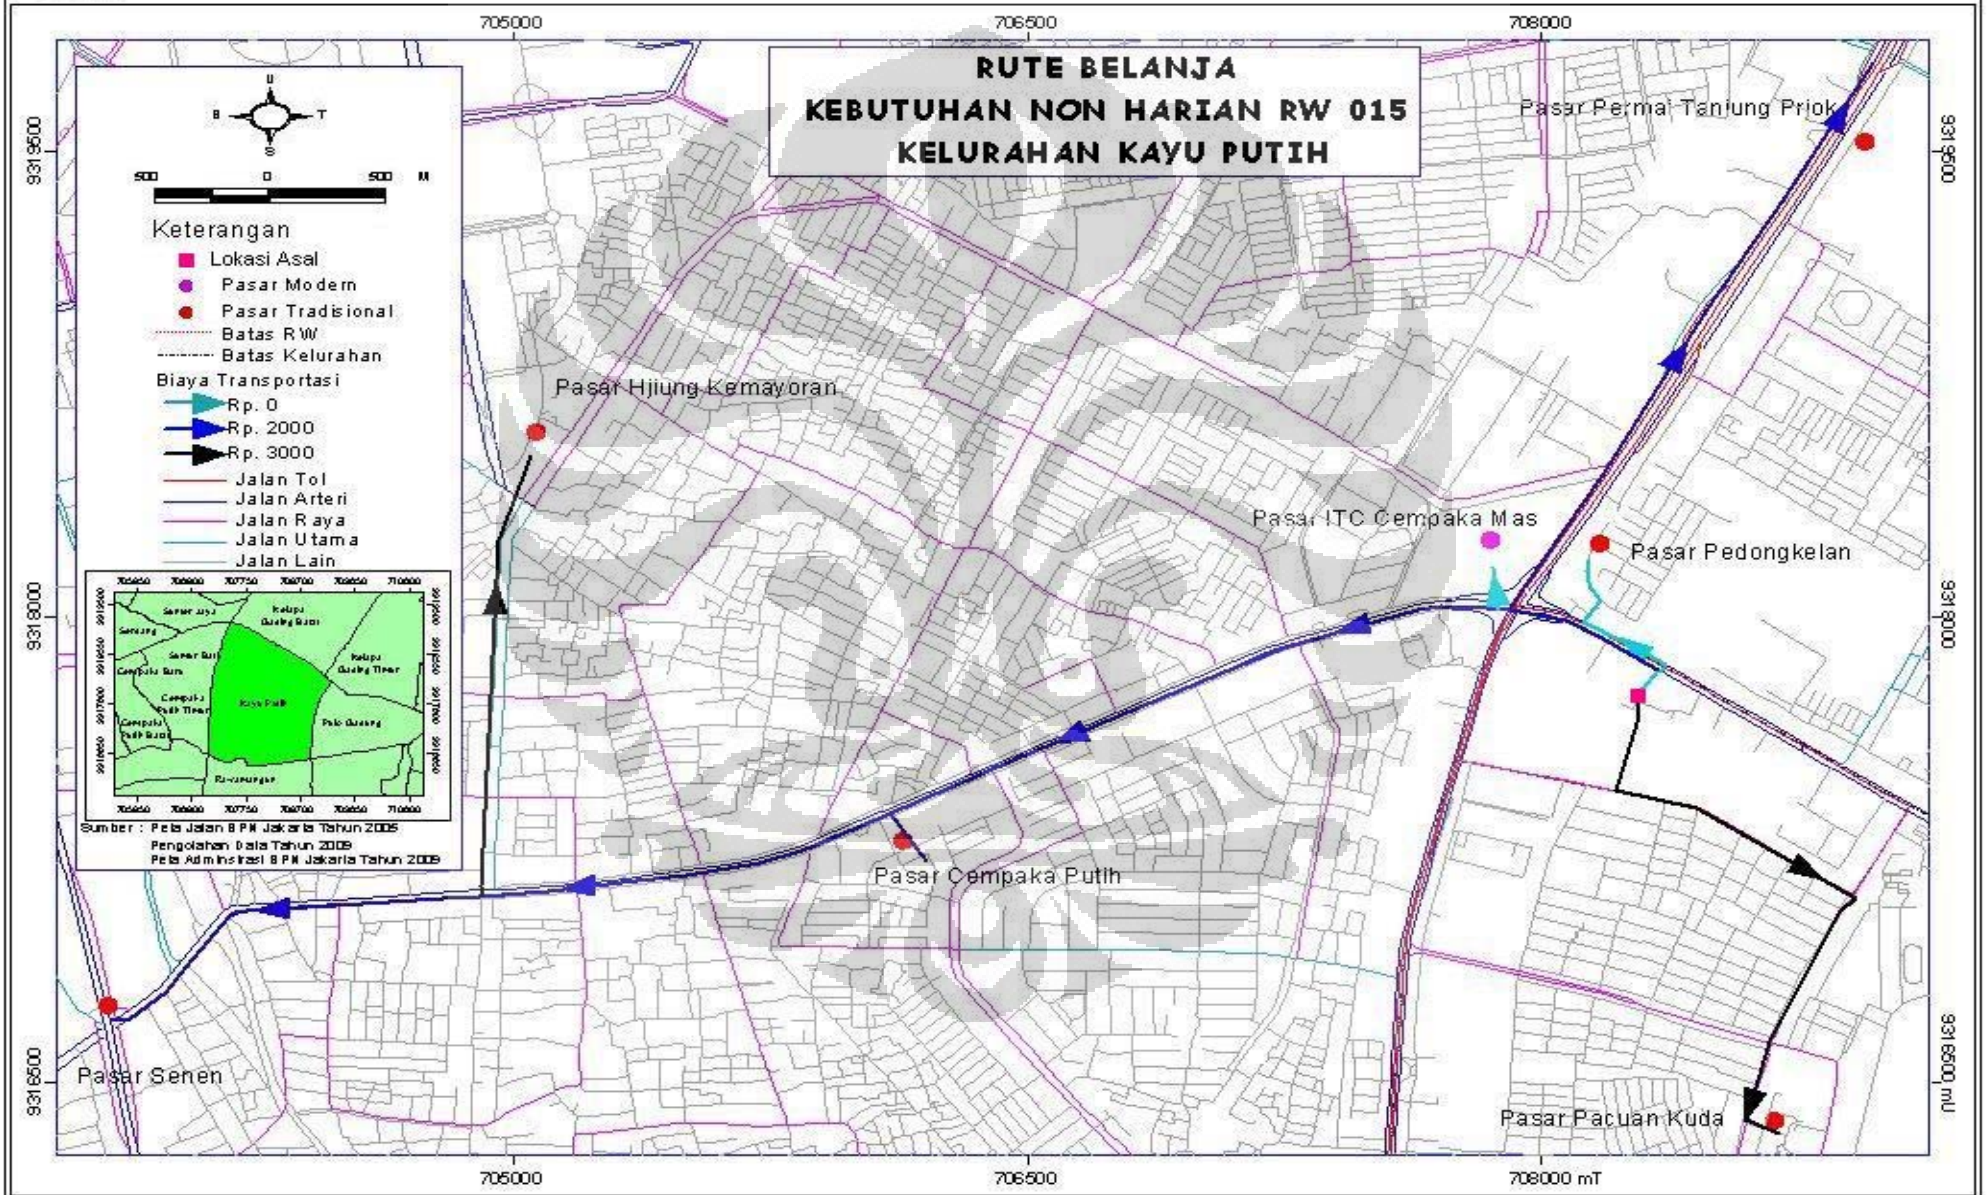 705000 706500 708000
RUTE BELANJA
KEBUTUHAN NON HARIAN RW 015
KELURAHAN KAYU PUTIH
U
B T
S
500 0 500 M
Keterangan
Lokasi Asal
Pasar Modern
Pasar Tradisional
Batas RW
Batas Kelurahan
Biaya Transportasi
Rp. 0
Rp. 2000
Rp. 3000
Jalan Tol
Jalan Arteri
Jalan Raya
Jalan Utama
Jalan Lain
Kayu Putih
Sumber : Peta Jalan BPN Jakarta Tahun 2005
Pengolahan Data Tahun 2009
Peta Adminstrasi BPN Jakarta Tahun 2009
Pasar Permai Tanjung Priok
Pasar Hjiung Kemayoran
Pasar ITC Cempaka Mas
Pasar Pedongkelan
Pasar Cempaka Putih
Pasar Senen
Pasar Pacuan Kuda
9319500
9318000
9316500
9319500
9318000
9316500 mU
705000 706500 708000 mT